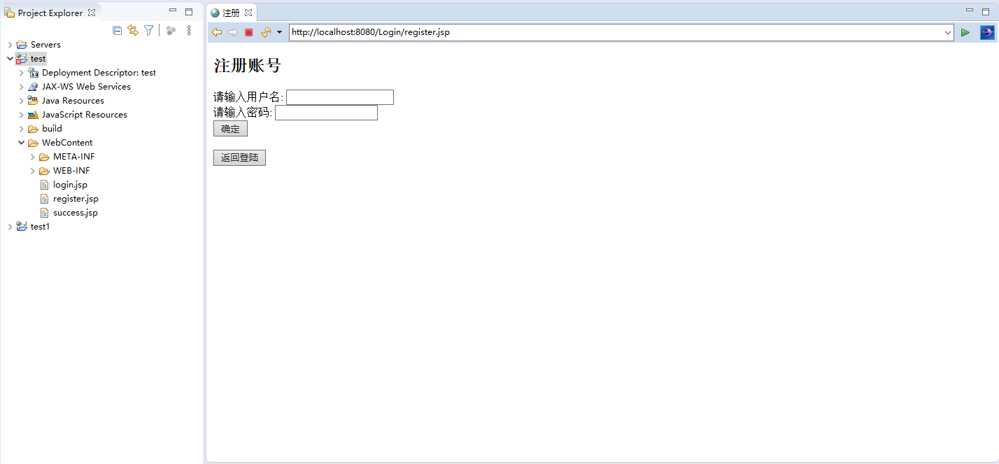 Project Explorer
Servers
test
Deployment Descriptor: test
JAX-WS Web Services
Java Resources
JavaScript Resources
build
WebContent
META-INF
WEB-INF
login.jsp
register.jsp
success.jsp
test1
注册
http://localhost:8080/Login/register.jsp
注册账号
请输入用户名:
请输入密码:
确定
返回登陆